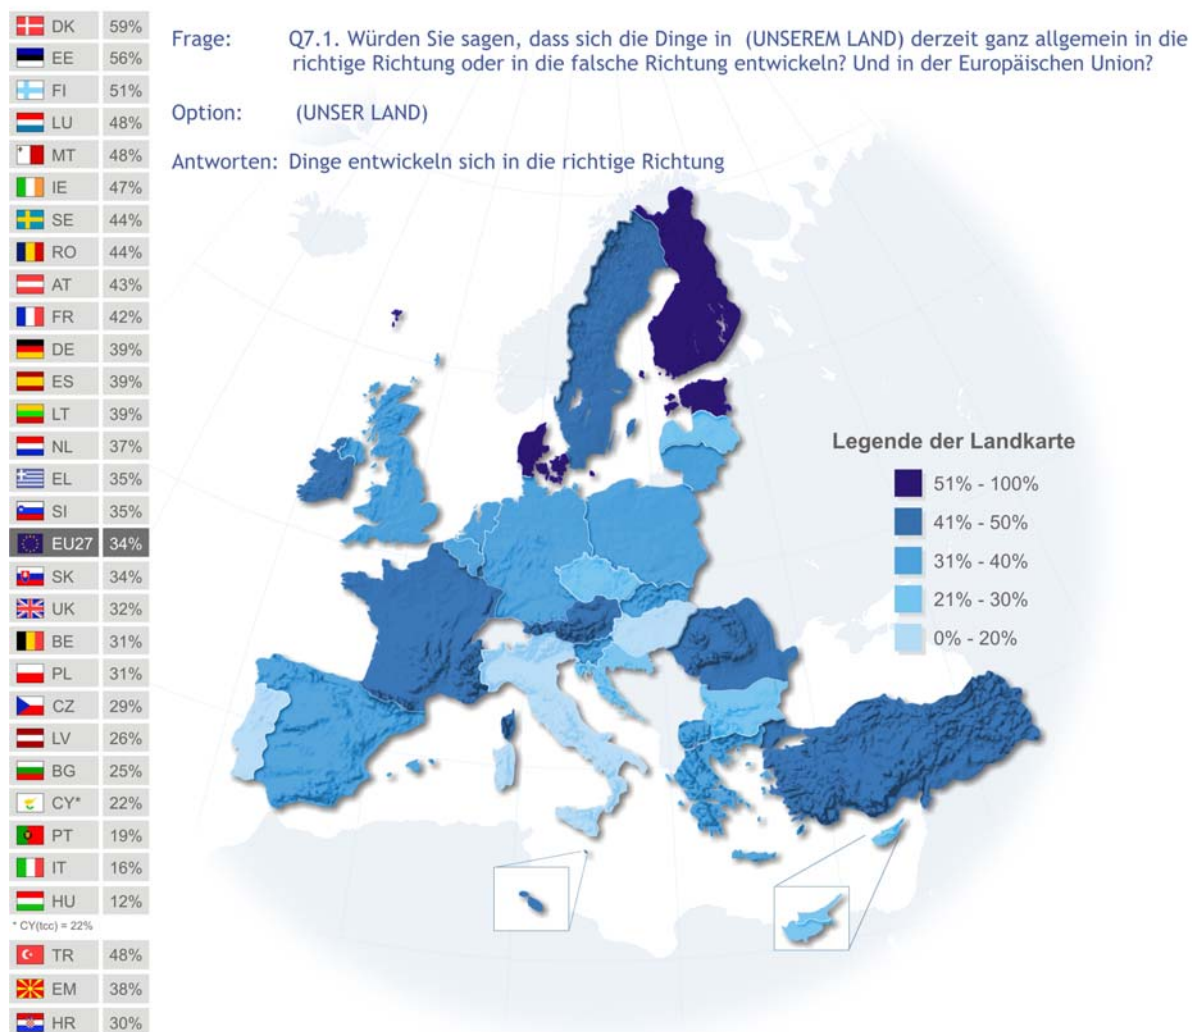 DK 59%
EE 56%
FI 51%
LU 48%
MT 48%
IE 47%
SE 44%
RO 44%
AT 43%
FR 42%
DE 39%
ES 39%
LT 39%
NL 37%
EL 35%
SI 35%
EU27 34%
SK 34%
UK 32%
BE 31%
PL 31%
CZ 29%
LV 26%
BG 25%
CY* 22%
PT 19%
IT 16%
HU 12%
* CY(tcc) = 22%
TR 48%
EM 38%
HR 30%
Frage: Q7.1. Würden Sie sagen, dass sich die Dinge in (UNSEREM LAND) derzeit ganz allgemein in die
richtige Richtung oder in die falsche Richtung entwickeln? Und in der Europäischen Union?
Option: (UNSER LAND)
Antworten: Dinge entwickeln sich in die richtige Richtung
Legende der Landkarte
51% - 100%
41% - 50%
31% - 40%
21% - 30%
0% - 20%